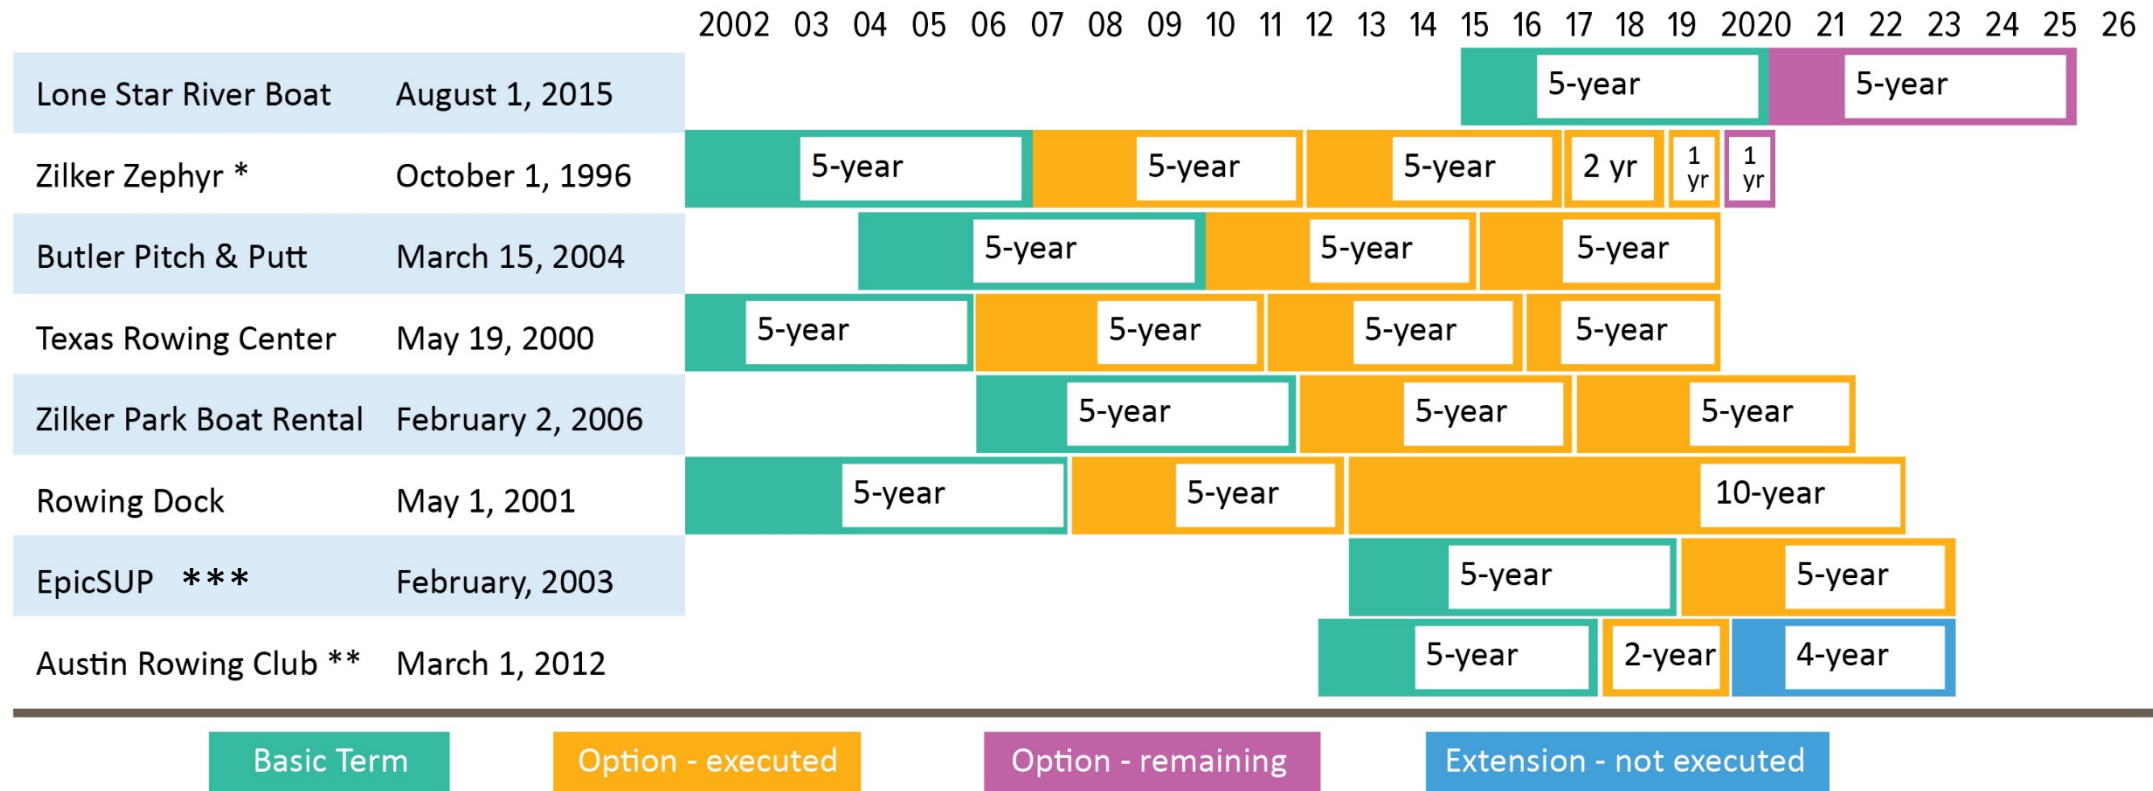 2002 03 04 05 06 07 08 09 10 11 12 13 14 15 16 17 18 19 2020 21 22 23 24 25 26
Lone Star River Boat August 1, 2015 5-year 5-year
Zilker Zephyr * October 1, 1996 5-year 5-year 5-year 2 yr 1 yr 1 yr
Butler Pitch & Putt March 15, 2004 5-year 5-year 5-year
Texas Rowing Center May 19, 2000 5-year 5-year 5-year 5-year
Zilker Park Boat Rental February 2, 2006 5-year 5-year 5-year
Rowing Dock May 1, 2001 5-year 5-year 10-year
EpicSUP *** February, 2003 5-year 5-year
Austin Rowing Club ** March 1, 2012 5-year 2-year 4-year
Basic Term Option - executed Option - remaining Extension - not executed